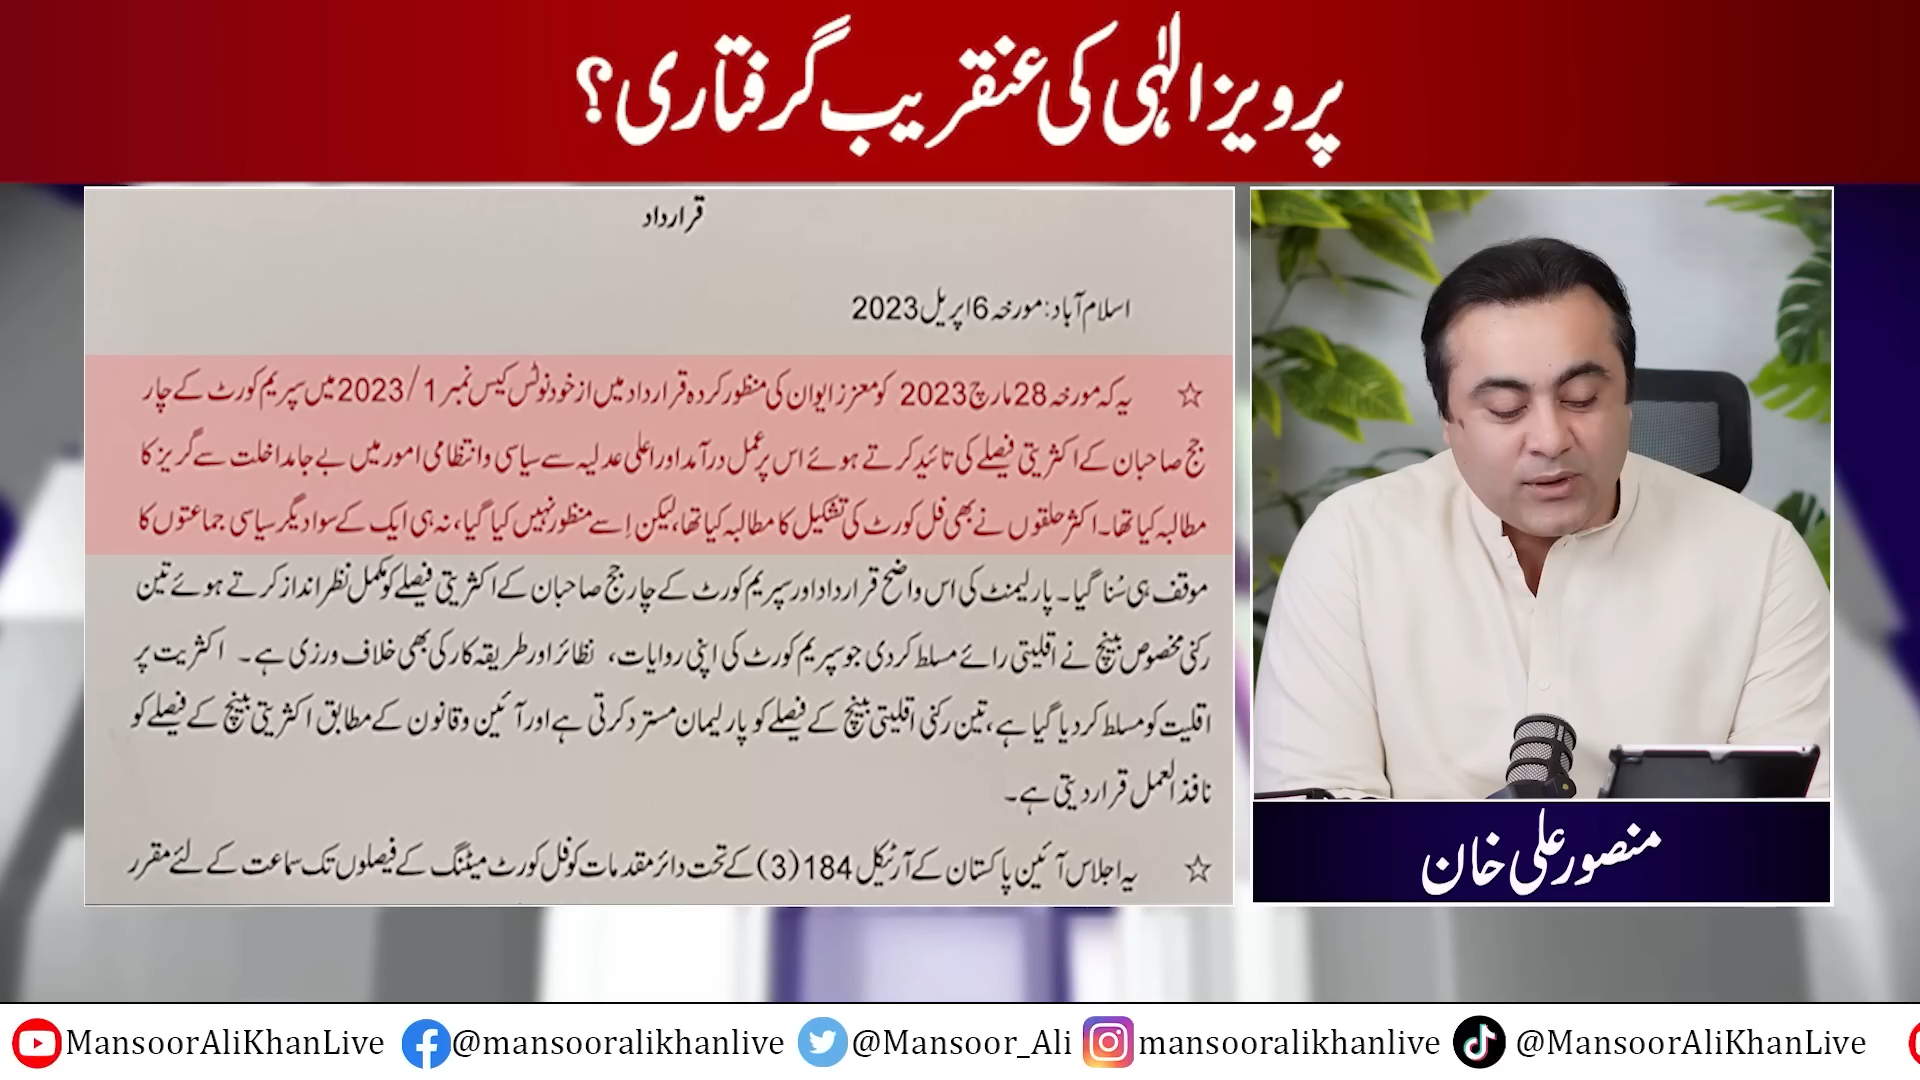 پرویز الٰہی کی عنقریب گرفتاری؟
قرارداد
اسلام آباد: مورخہ 6 اپریل 2023
☆ یہ کہ مورخہ 28 مارچ 2023 کو معزز ایوان کی منظور کردہ قرارداد میں از خود نوٹس کیس نمبر 1/2023 میں سپریم کورٹ کے چار
جج صاحبان کے اکثریتی فیصلے کی تائید کرتے ہوئے اس پر عمل درآمد اور اعلی عدلیہ سے سیاسی و انتظامی امور میں بے جا مداخلت سے گریز کا
مطالبہ کیا تھا۔ اکثر حلقوں نے بھی فل کورٹ کی تشکیل کا مطالبہ کیا تھا، لیکن اِسے منظور نہیں کیا گیا، نہ ہی ایک کے سوا دیگر سیاسی جماعتوں کا
موقف ہی سُنا گیا۔ پارلیمنٹ کی اس واضح قرارداد اور سپریم کورٹ کے چار جج صاحبان کے اکثریتی فیصلے کو مکمل نظر انداز کرتے ہوئے تین
رکنی مخصوص بینچ نے اقلیتی رائے مسلط کر دی جو سپریم کورٹ کی اپنی روایات، نظائر اور طریقہ کار کی بھی خلاف ورزی ہے۔ اکثریت پر
اقلیت کو مسلط کر دیا گیا ہے، تین رکنی اقلیتی بینچ کے فیصلے کو پارلیمان مسترد کرتی ہے اور آئین و قانون کے مطابق اکثریتی بینچ کے فیصلے کو
نافذ العمل قرار دیتی ہے۔
☆ یہ اجلاس آئین پاکستان کے آرٹیکل 184(3) کے تحت دائر مقدمات کو فل کورٹ میٹنگ کے فیصلوں تک سماعت کے لئے مقرر
منصور علی خان
MansoorAliKhanLive @mansooralikhanlive @Mansoor_Ali mansooralikhanlive @MansoorAliKhanLive